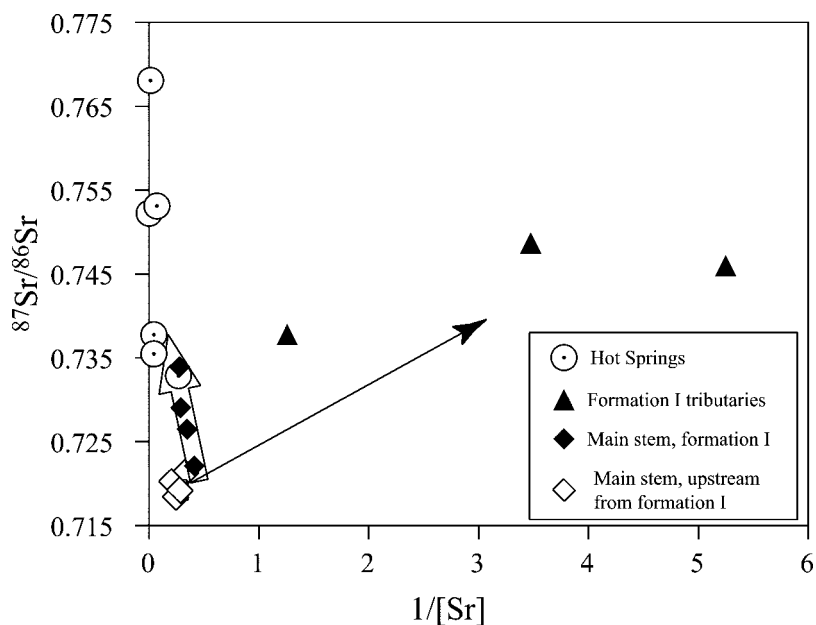 0.775
0.765
0.755
0.745
0.735
0.725
0.715
87Sr/86Sr
0
1
2
3
4
5
6
1/[Sr]
Hot Springs
Formation I tributaries
Main stem, formation I
Main stem, upstream
from formation I